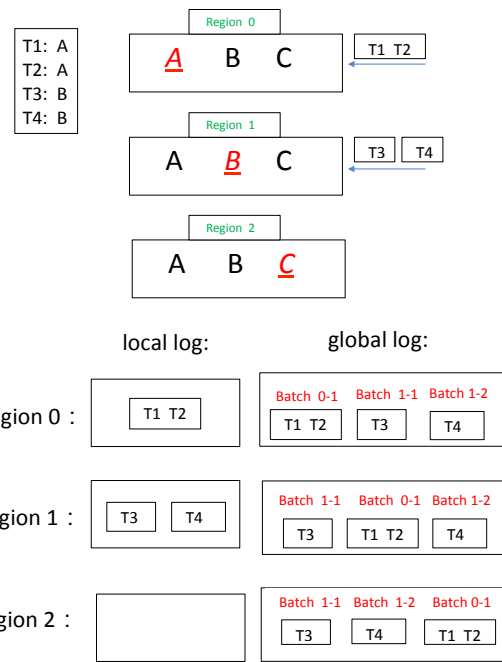 Region 0
T1: A
T2: A
T3: B
T4: B
A B C
T1 T2
Region 1
A B C
T3 T4
Region 2
A B C
local log: global log:
gion 0 :
T1 T2
Batch 0-1 Batch 1-1 Batch 1-2
T1 T2 T3 T4
gion 1 :
T3 T4
Batch 1-1 Batch 0-1 Batch 1-2
T3 T1 T2 T4
gion 2 :
Batch 1-1 Batch 1-2 Batch 0-1
T3 T4 T1 T2